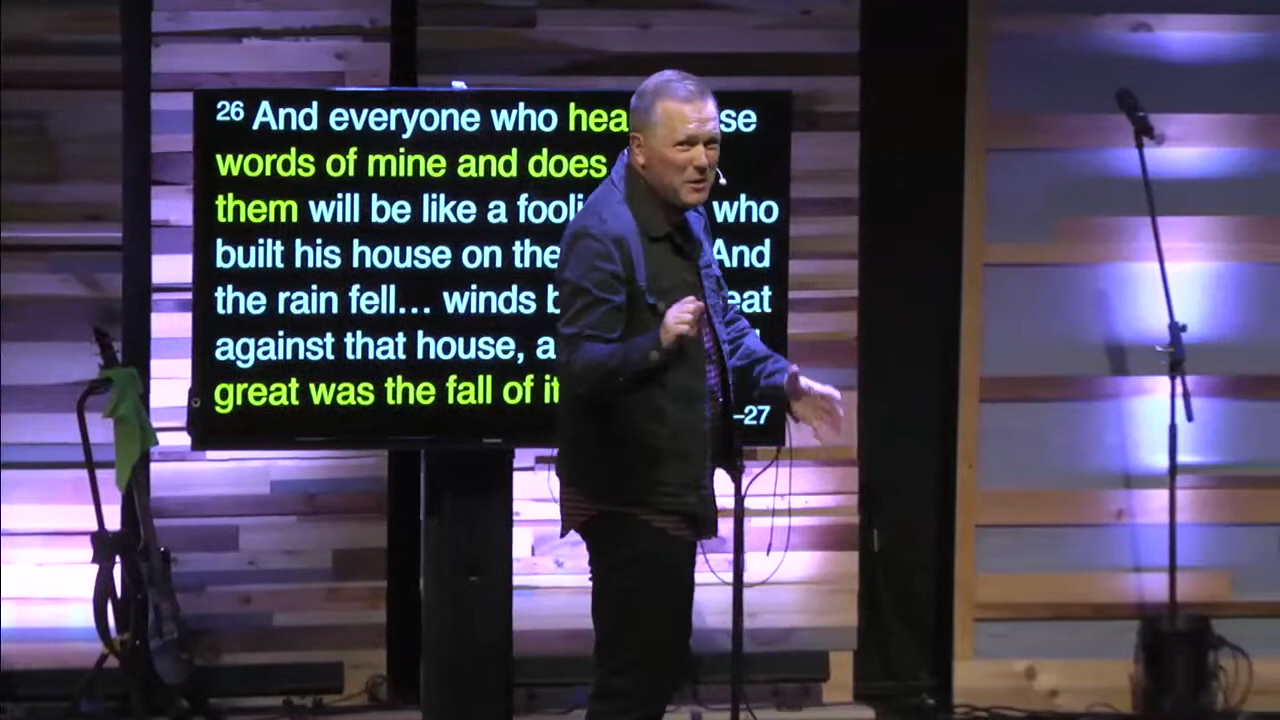 26 And everyone who hea se
words of mine and does
them will be like a fooli who
built his house on the And
the rain fell… winds b eat
against that house, a
great was the fall of it
–27